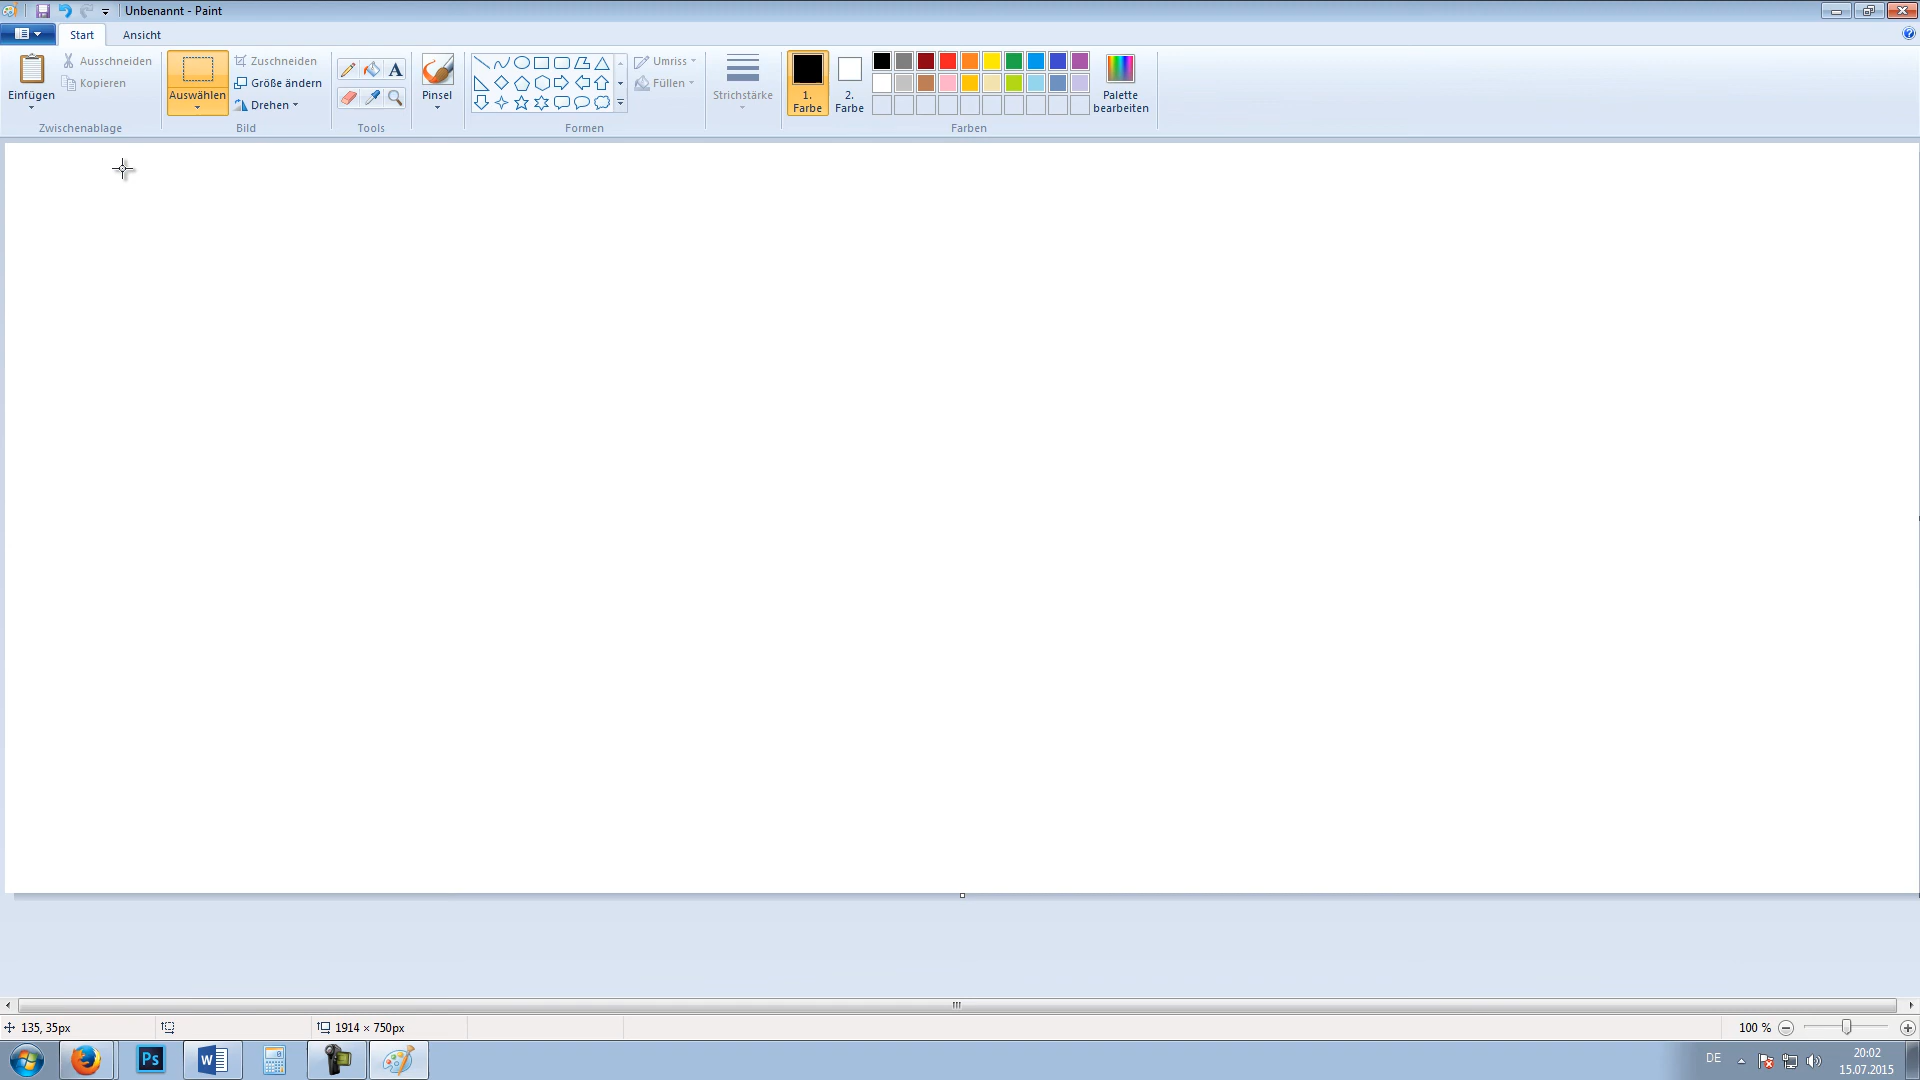 Unbenannt - Paint
Start
Ansicht
Einfügen
Ausschneiden
Kopieren
Zwischenablage
Auswählen
Zuschneiden
Größe ändern
Drehen
Bild
A
Tools
Pinsel
Formen
Umriss
Füllen
Strichstärke
1.
Farbe
2.
Farbe
Farben
Palette
bearbeiten
135, 35px
1914 × 750px
100 %
Ps
W
DE
20:02
15.07.2015